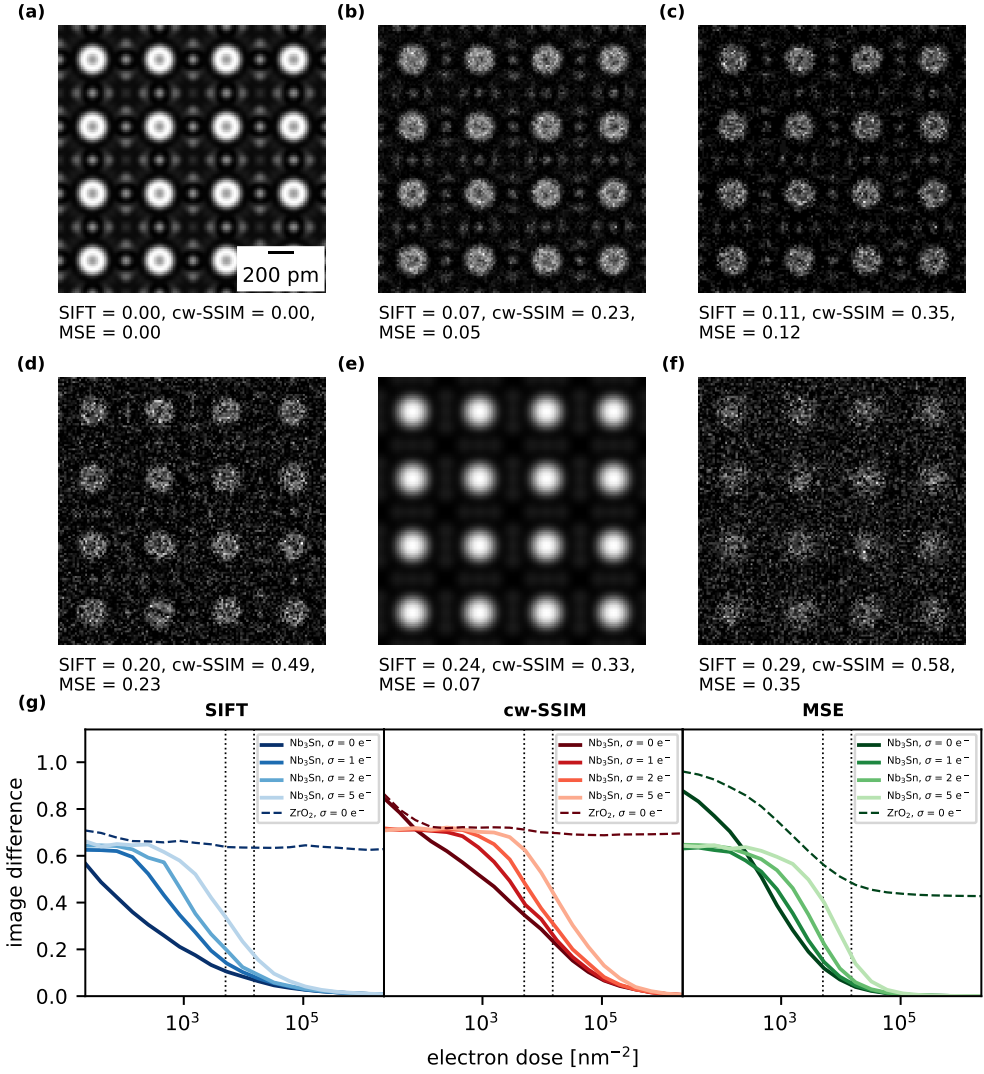 (a)
(b)
(c)
200 pm
SIFT = 0.00, cw-SSIM = 0.00,
MSE = 0.00
SIFT = 0.07, cw-SSIM = 0.23,
MSE = 0.05
SIFT = 0.11, cw-SSIM = 0.35,
MSE = 0.12
(d)
(e)
(f)
SIFT = 0.20, cw-SSIM = 0.49,
MSE = 0.23
SIFT = 0.24, cw-SSIM = 0.33,
MSE = 0.07
SIFT = 0.29, cw-SSIM = 0.58,
MSE = 0.35
(g)
SIFT
cw-SSIM
MSE
image difference
1.0
0.8
0.6
0.4
0.2
0.0
Nb₃Sn, σ = 0 e⁻
Nb₃Sn, σ = 1 e⁻
Nb₃Sn, σ = 2 e⁻
Nb₃Sn, σ = 5 e⁻
ZrO₂, σ = 0 e⁻
Nb₃Sn, σ = 0 e⁻
Nb₃Sn, σ = 1 e⁻
Nb₃Sn, σ = 2 e⁻
Nb₃Sn, σ = 5 e⁻
ZrO₂, σ = 0 e⁻
Nb₃Sn, σ = 0 e⁻
Nb₃Sn, σ = 1 e⁻
Nb₃Sn, σ = 2 e⁻
Nb₃Sn, σ = 5 e⁻
ZrO₂, σ = 0 e⁻
10³ 10⁵
10³ 10⁵
10³ 10⁵
electron dose [nm⁻²]